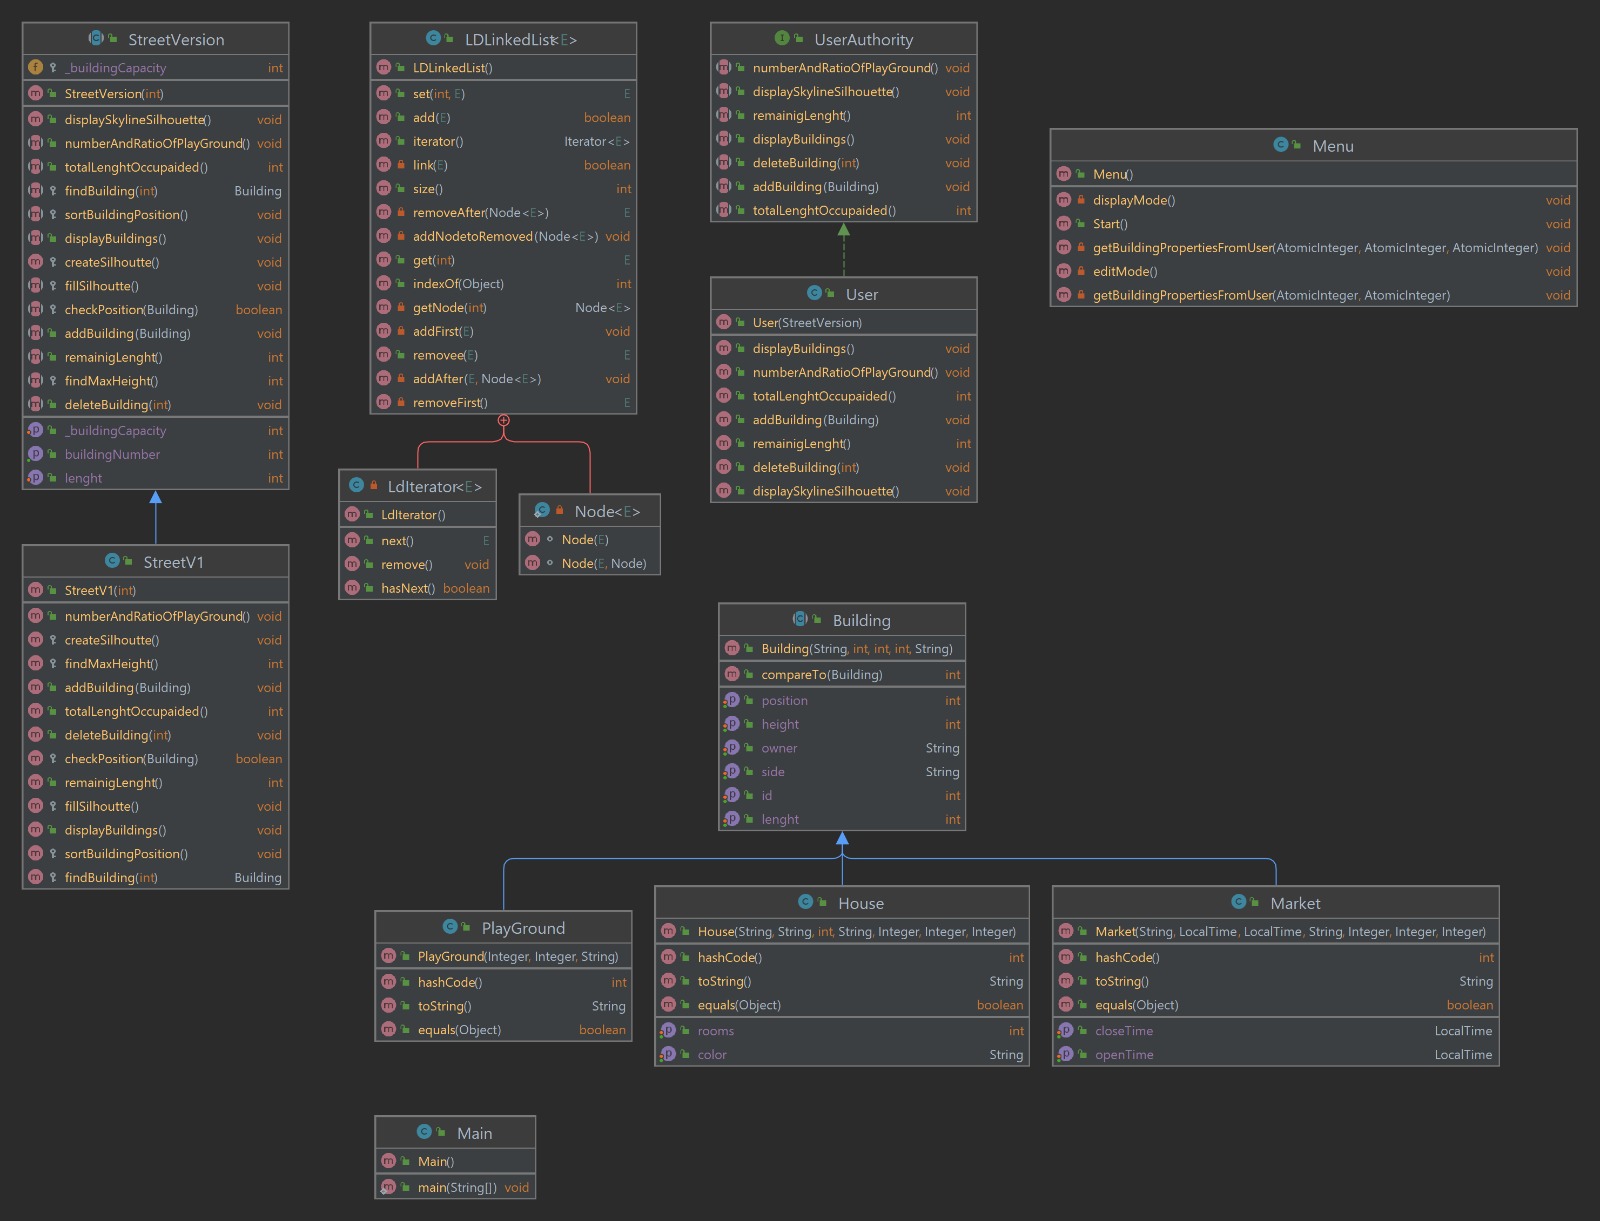 StreetVersion
_buildingCapacity int
StreetVersion(int)
displaySkylineSilhouette() void
numberAndRatioOfPlayGround() void
totalLenghtOccupaided() int
findBuilding(int) Building
sortBuildingPosition() void
displayBuildings() void
createSilhoutte() void
fillSilhoutte() void
checkPosition(Building) boolean
addBuilding(Building) void
remainigLenght() int
findMaxHeight() int
deleteBuilding(int) void
_buildingCapacity int
buildingNumber int
lenght int
StreetV1
StreetV1(int)
numberAndRatioOfPlayGround() void
createSilhoutte() void
findMaxHeight() int
addBuilding(Building) void
totalLenghtOccupaided() int
deleteBuilding(int) void
checkPosition(Building) boolean
remainigLenght() int
fillSilhoutte() void
displayBuildings() void
sortBuildingPosition() void
findBuilding(int) Building
LDLinkedList<E>
LDLinkedList()
set(int, E) E
add(E) boolean
iterator() Iterator<E>
link(E) boolean
size() int
removeAfter(Node<E>) E
addNodetoRemoved(Node<E>) void
get(int) E
indexOf(Object) int
getNode(int) Node<E>
addFirst(E) void
removee(E) E
addAfter(E, Node<E>) void
removeFirst() E
LdIterator<E>
LdIterator()
next() E
remove() void
hasNext() boolean
Node<E>
Node(E)
Node(E, Node)
UserAuthority
numberAndRatioOfPlayGround() void
displaySkylineSilhouette() void
remainigLenght() int
displayBuildings() void
deleteBuilding(int) void
addBuilding(Building) void
totalLenghtOccupaided() int
User
User(StreetVersion)
displayBuildings() void
numberAndRatioOfPlayGround() void
totalLenghtOccupaided() int
addBuilding(Building) void
remainigLenght() int
deleteBuilding(int) void
displaySkylineSilhouette() void
Menu
Menu()
displayMode() void
Start() void
getBuildingPropertiesFromUser(AtomicInteger, AtomicInteger, AtomicInteger) void
editMode() void
getBuildingPropertiesFromUser(AtomicInteger, AtomicInteger) void
Building
Building(String, int, int, int, String)
compareTo(Building) int
position int
height int
owner String
side String
id int
lenght int
PlayGround
PlayGround(Integer, Integer, String)
hashCode() int
toString() String
equals(Object) boolean
House
House(String, String, int, String, Integer, Integer, Integer)
hashCode() int
toString() String
equals(Object) boolean
rooms int
color String
Market
Market(String, LocalTime, LocalTime, String, Integer, Integer, Integer)
hashCode() int
toString() String
equals(Object) boolean
closeTime LocalTime
openTime LocalTime
Main
Main()
main(String[]) void